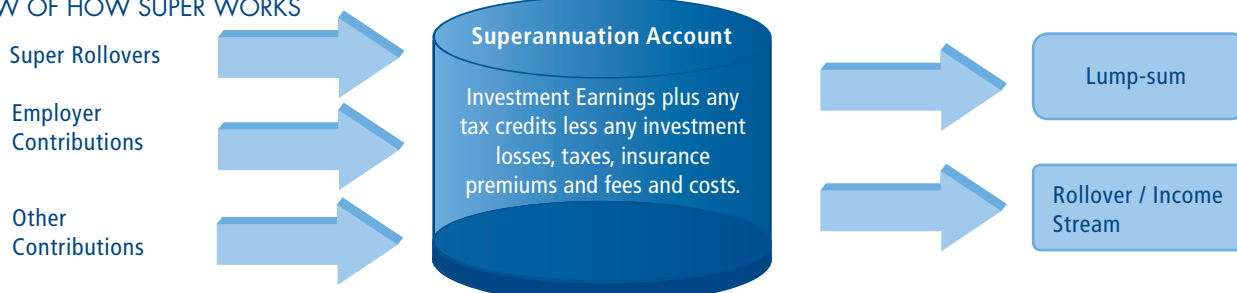 OF HOW SUPER WORKS
Super Rollovers
Employer
Contributions
Other
Contributions
Superannuation Account
Investment Earnings plus any
tax credits less any investment
losses, taxes, insurance
premiums and fees and costs.
Lump-sum
Rollover / Income
Stream